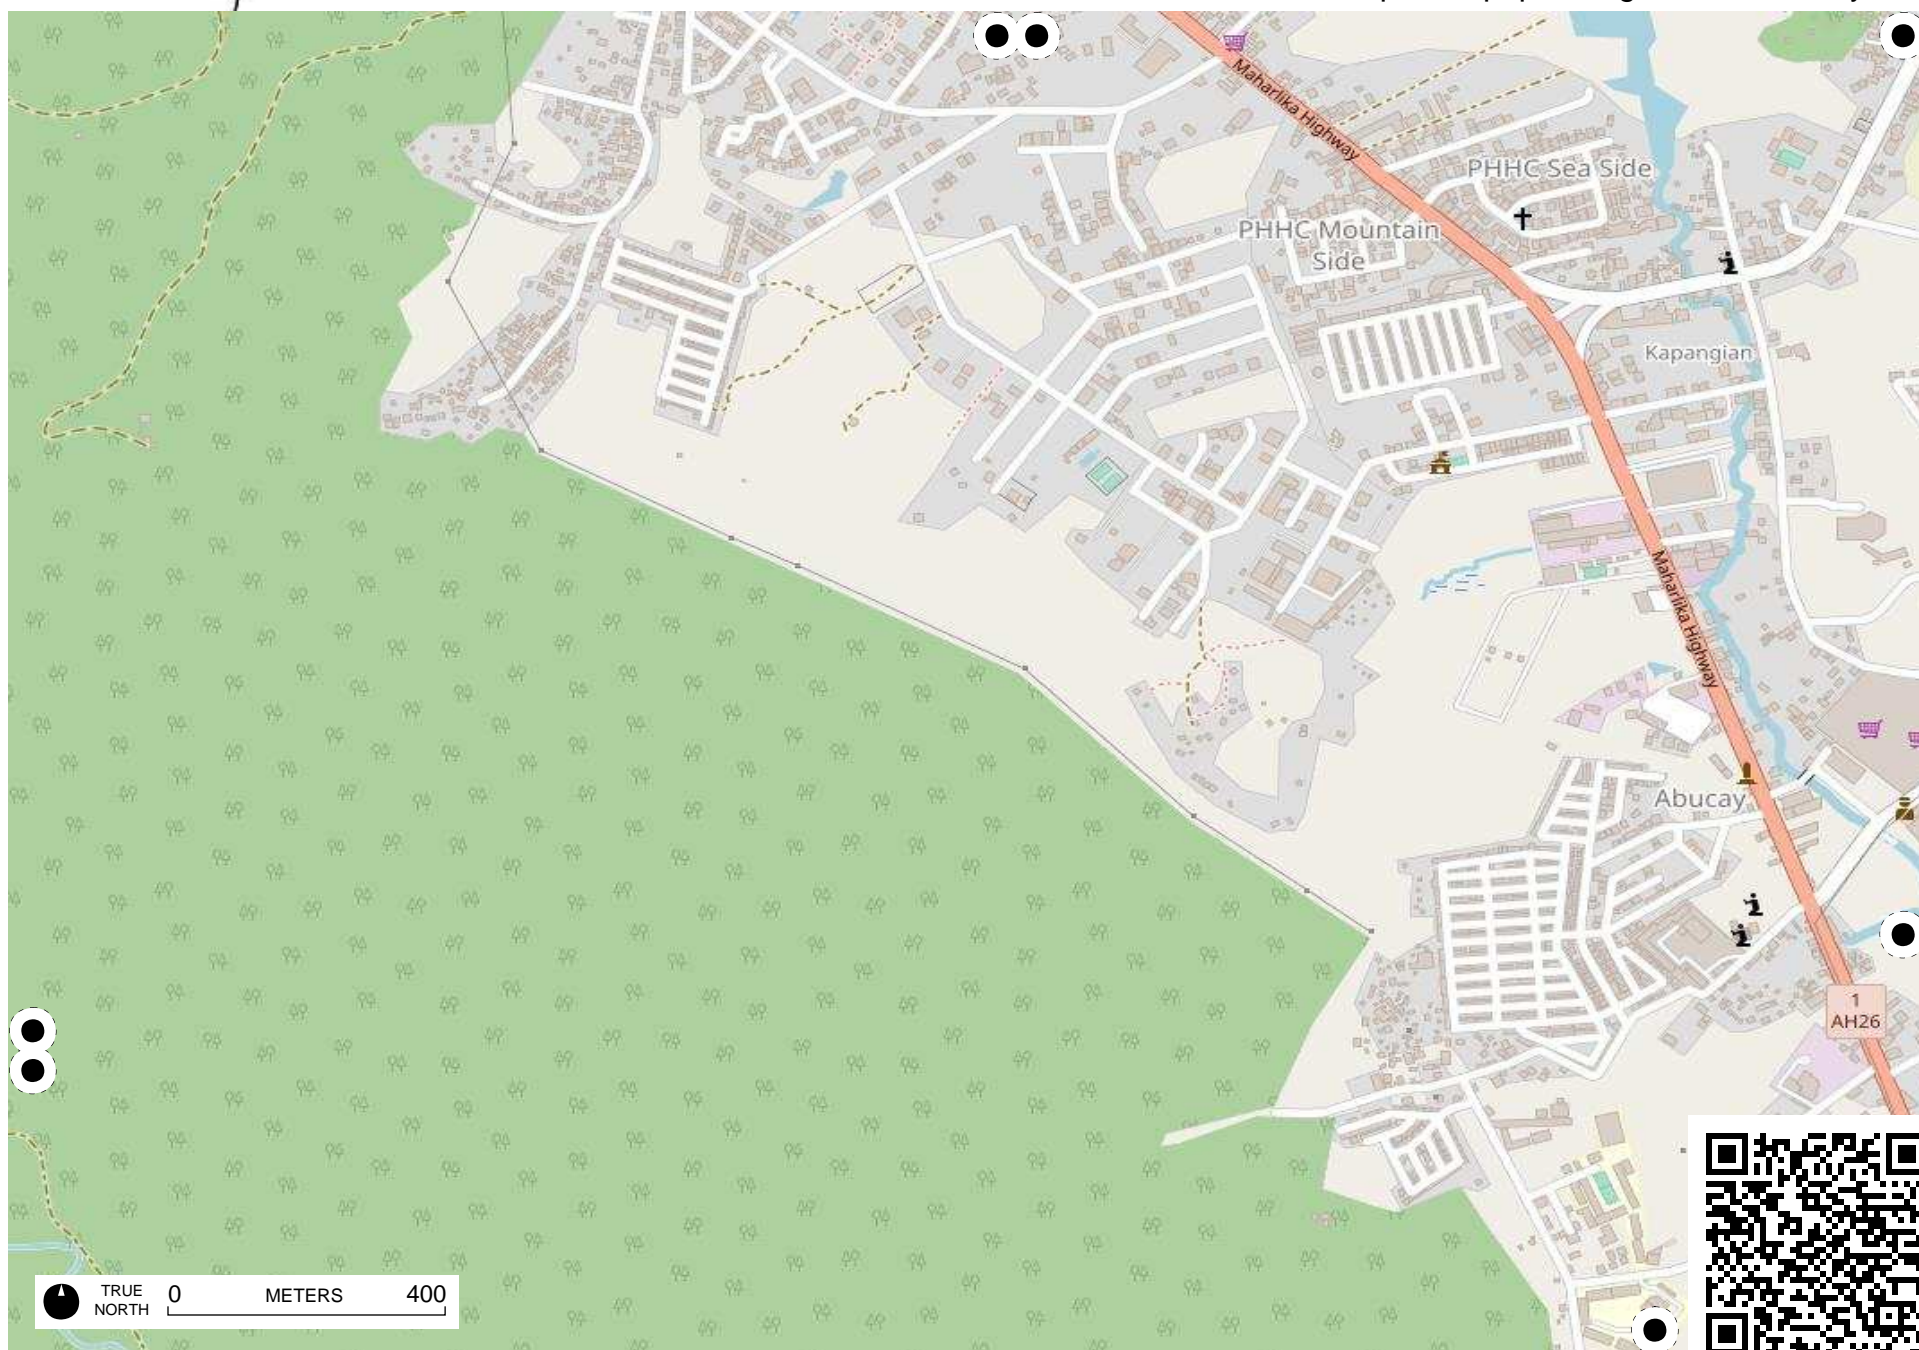 Maharlika Highway
PHHC Sea Side
PHHC Mountain
Side
Kapangian
Maharlika Highway
Abucay
1
AH26
TRUE
NORTH
0
METERS
400